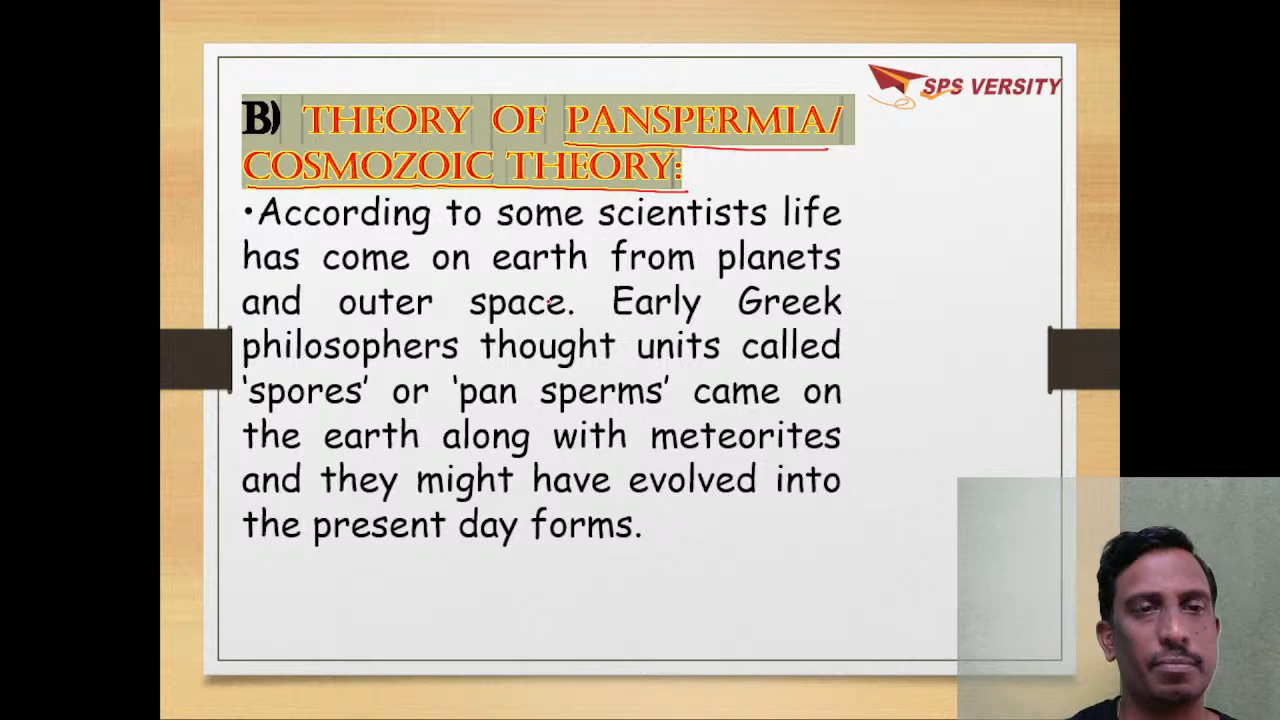 SPS VERSITY
B) THEORY OF PANSPERMIA/
COSMOZOIC THEORY:
•According to some scientists life
has come on earth from planets
and outer space. Early Greek
philosophers thought units called
‘spores’ or ‘pan sperms’ came on
the earth along with meteorites
and they might have evolved into
the present day forms.